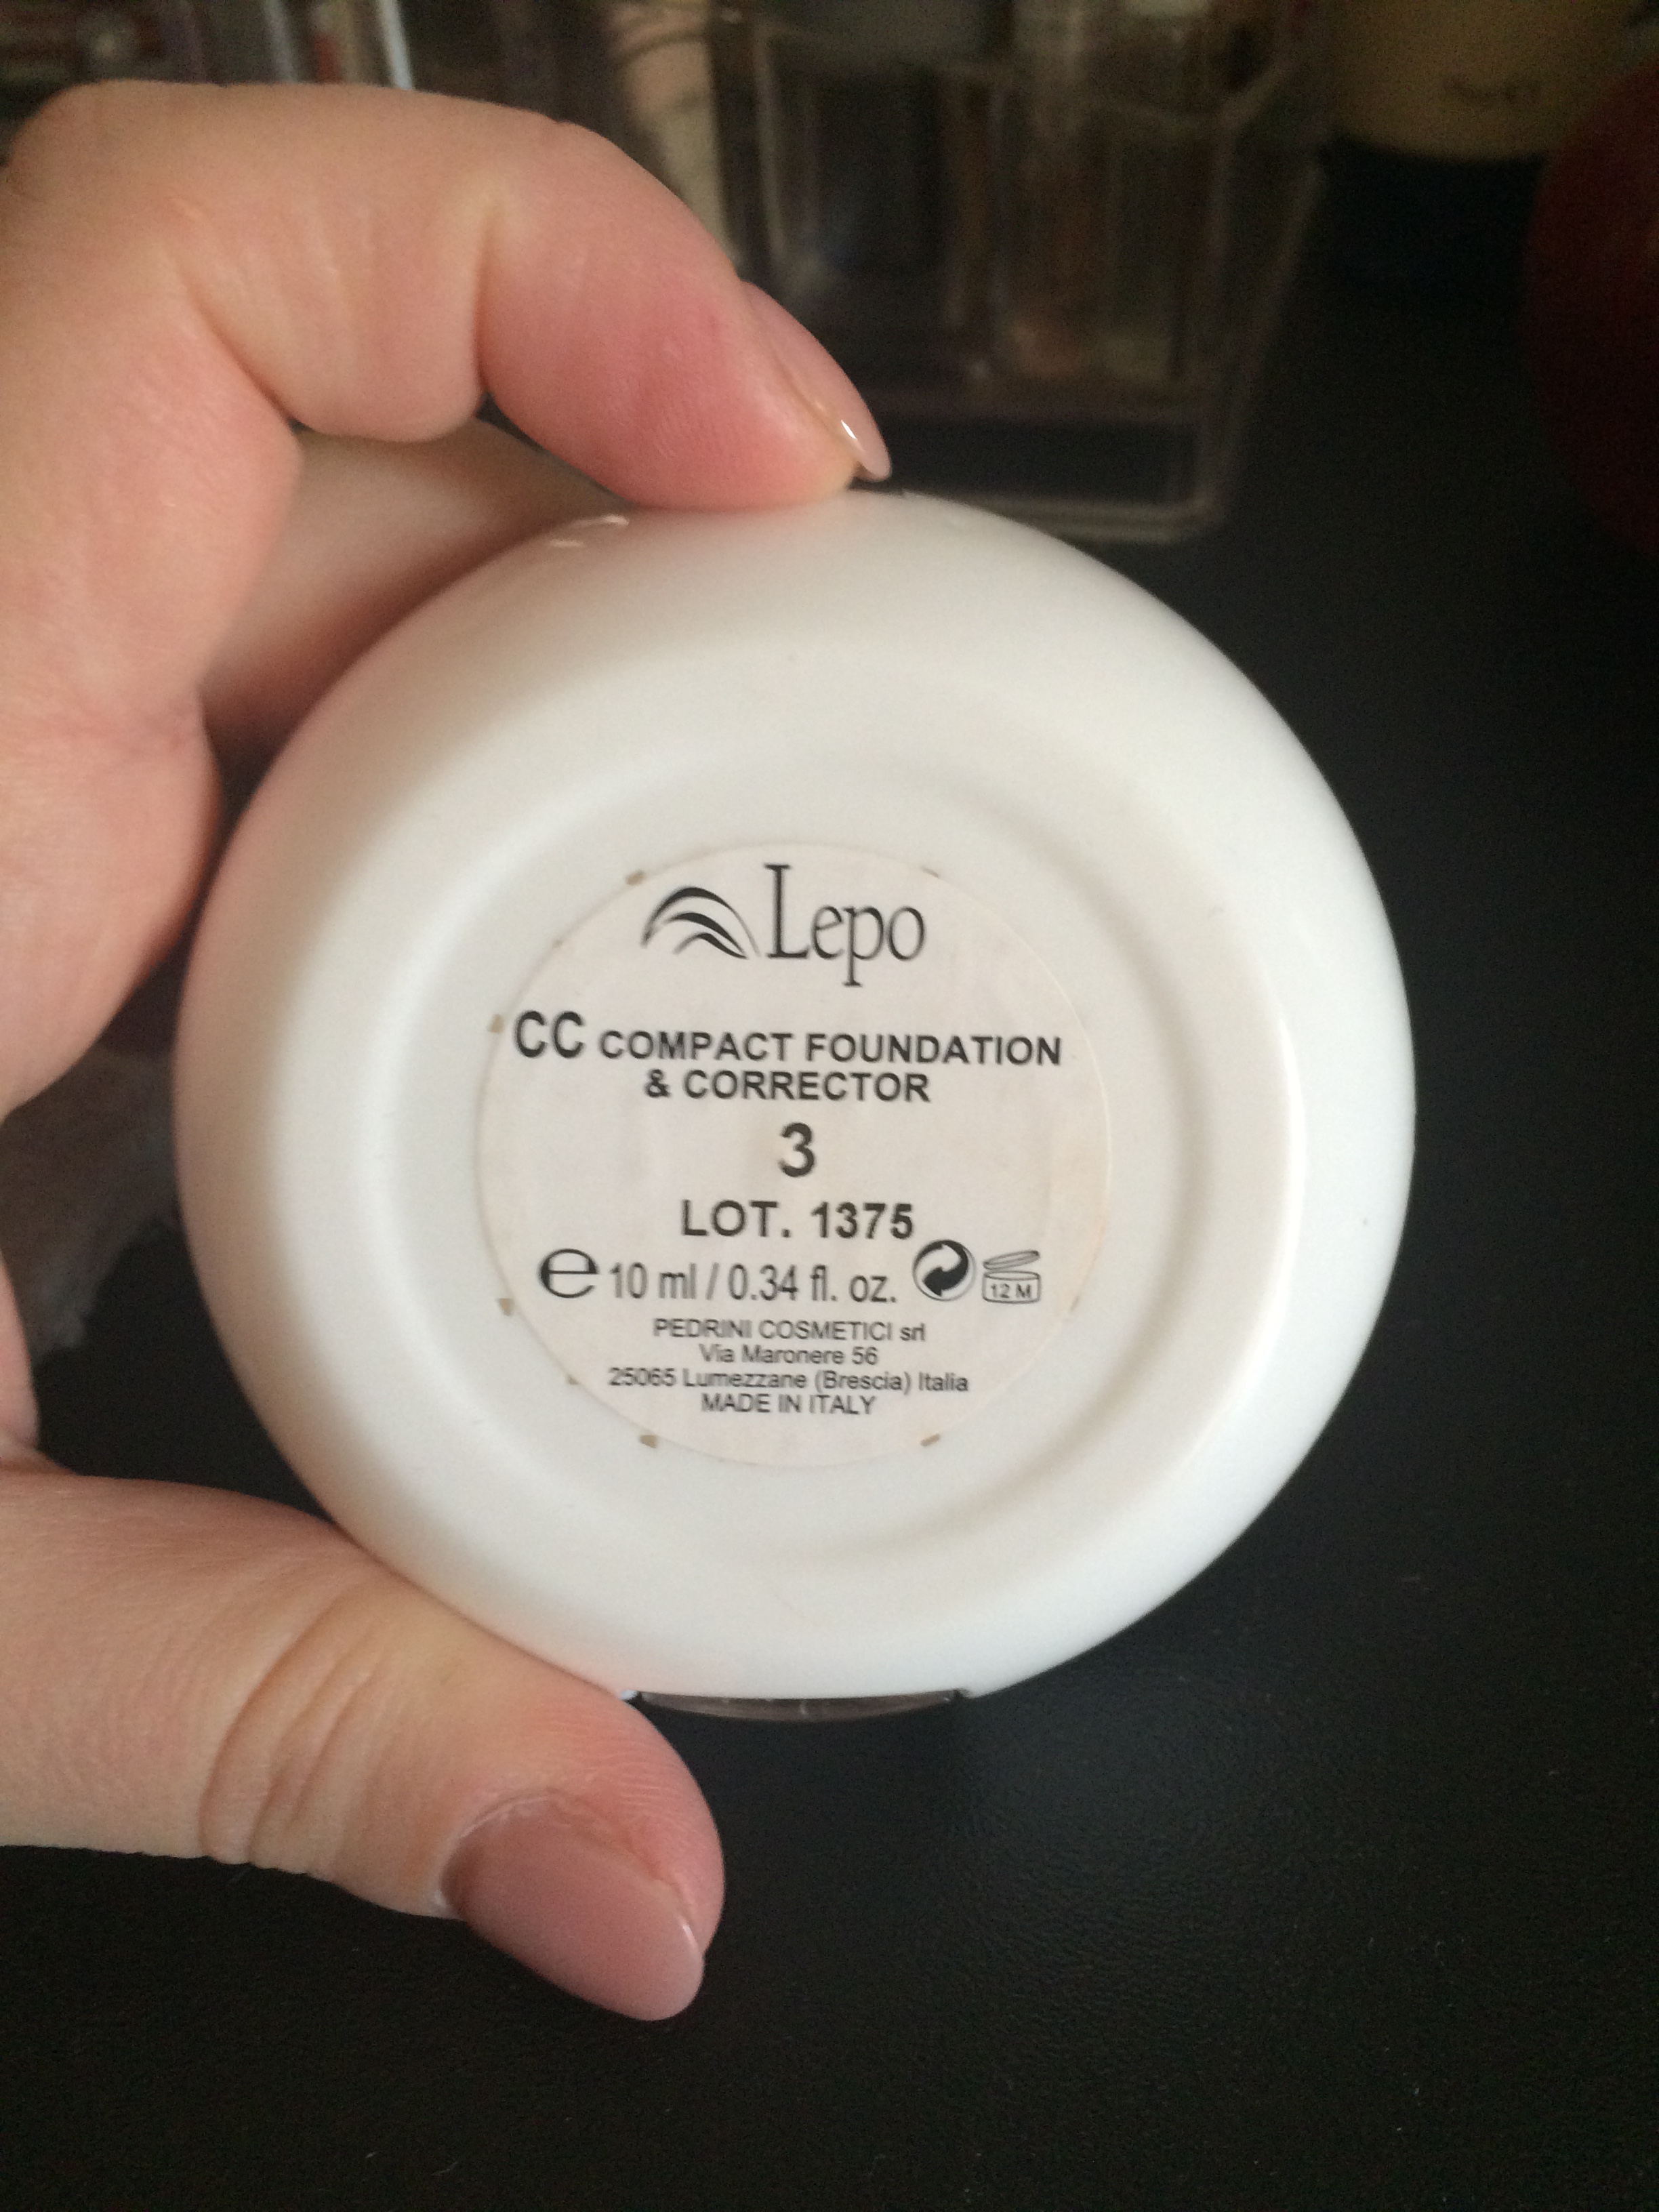 Lepo
CC COMPACT FOUNDATION
& CORRECTOR
3
LOT. 1375
e 10 ml / 0.34 fl. oz. 12 M
PEDRINI COSMETICI srl
Via Maronere 56
25065 Lumezzane (Brescia) Italia
MADE IN ITALY